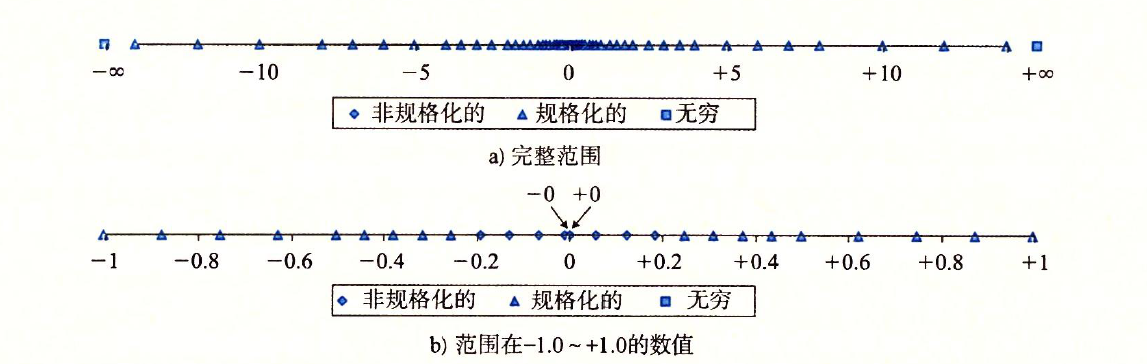 −∞ −10 −5 0 +5 +10 +∞
非规格化的 规格化的 无穷
a) 完整范围
−0 +0
−1 −0.8 −0.6 −0.4 −0.2 0 +0.2 +0.4 +0.6 +0.8 +1
非规格化的 规格化的 无穷
b) 范围在−1.0～+1.0的数值